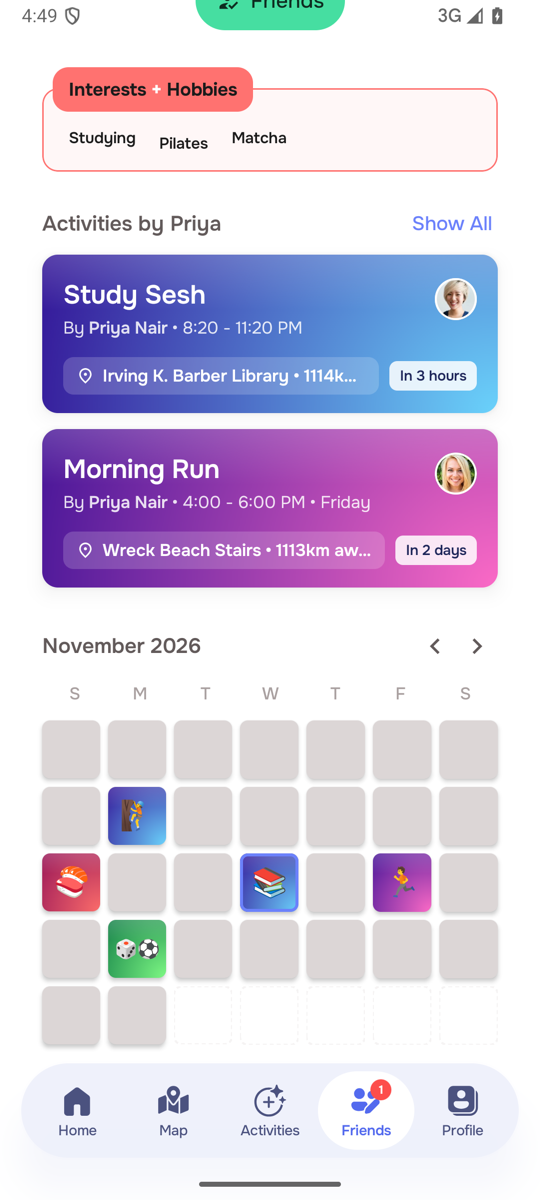 4:49
3G
Friends
Interests + Hobbies
Studying
Pilates
Matcha
Activities by Priya
Show All
Study Sesh
By Priya Nair • 8:20 - 11:20 PM
Irving K. Barber Library • 1114k...
In 3 hours
Morning Run
By Priya Nair • 4:00 - 6:00 PM • Friday
Wreck Beach Stairs • 1113km aw...
In 2 days
November 2026
S M T W T F S
1
Home
Map
Activities
Friends
Profile